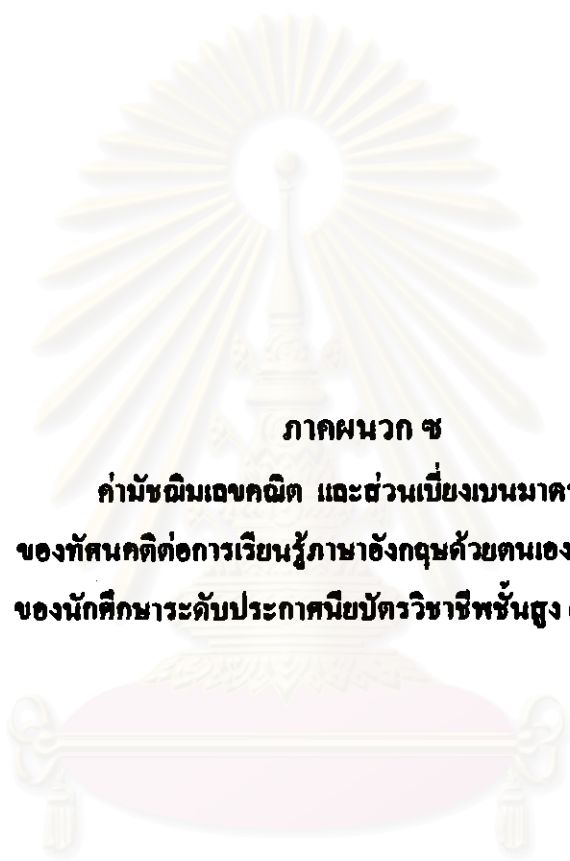 ภาคผนวก ซ
ค่ามัชฌิมเลขคณิต และส่วนเบี่ยงเบนมาต
ของทัศนคติต่อการเรียนรู้ภาษาอังกฤษด้วยตนเอง
ของนักศึกษาระดับประกาศนียบัตรวิชาชีพชั้นสูง